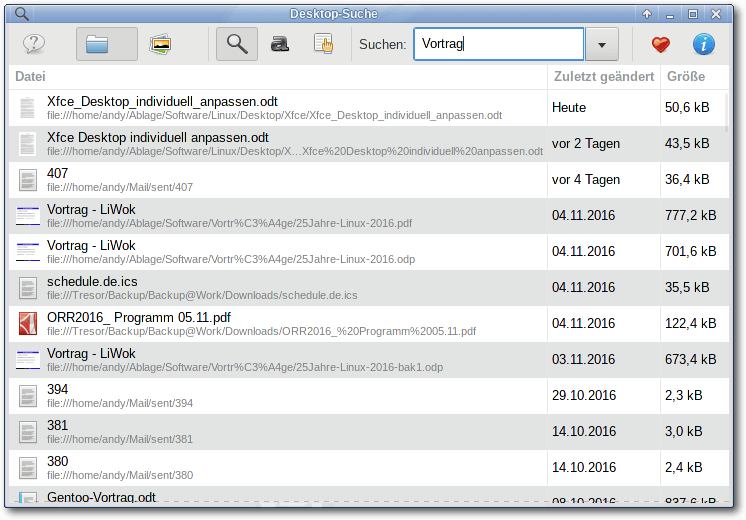 Desktop-Suche
Suchen: Vortrag
Datei Zuletzt geändert Größe
Xfce_Desktop_individuell_anpassen.odt Heute 50,6 kB
file:///home/andy/Ablage/Software/Linux/Desktop/Xfce/Xfce_Desktop_individuell_anpassen.odt
Xfce Desktop individuell anpassen.odt vor 2 Tagen 43,5 kB
file:///home/andy/Ablage/Software/Linux/Desktop/X...Xfce%20Desktop%20individuell%20anpassen.odt
407 vor 4 Tagen 36,4 kB
file:///home/andy/Mail/sent/407
Vortrag - LiWok 04.11.2016 777,2 kB
file:///home/andy/Ablage/Software/Vortr%C3%A4ge/25Jahre-Linux-2016.pdf
Vortrag - LiWok 04.11.2016 701,6 kB
file:///home/andy/Ablage/Software/Vortr%C3%A4ge/25Jahre-Linux-2016.odp
schedule.de.ics 04.11.2016 35,5 kB
file:///Tresor/Backup/Backup@Work/Downloads/schedule.de.ics
ORR2016_ Programm 05.11.pdf 04.11.2016 122,4 kB
file:///Tresor/Backup/Backup@Work/Downloads/ORR2016_%20Programm%2005.11.pdf
Vortrag - LiWok 03.11.2016 673,4 kB
file:///home/andy/Ablage/Software/Vortr%C3%A4ge/25Jahre-Linux-2016-bak1.odp
394 29.10.2016 2,3 kB
file:///home/andy/Mail/sent/394
381 14.10.2016 3,0 kB
file:///home/andy/Mail/sent/381
380 14.10.2016 2,4 kB
file:///home/andy/Mail/sent/380
Gentoo-Vortrag.odt 08.10.2016 837,6 kB